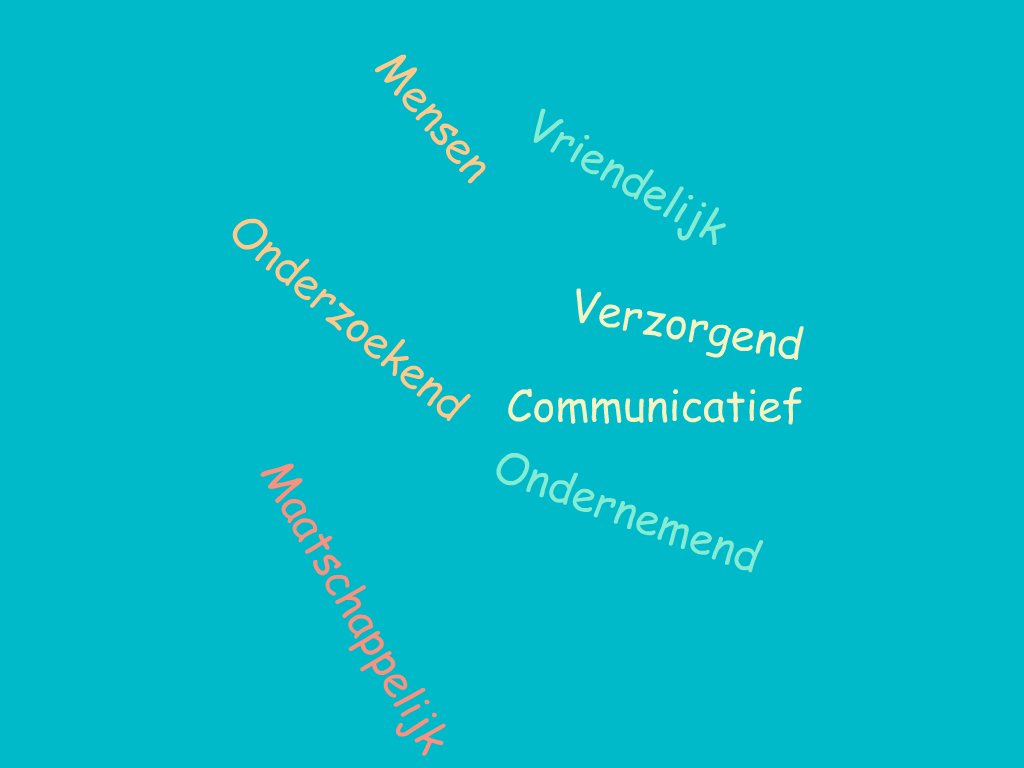 Mensen
Vriendelijk
Onderzoekend
Verzorgend
Communicatief
Ondernemend
Maatschappelijk